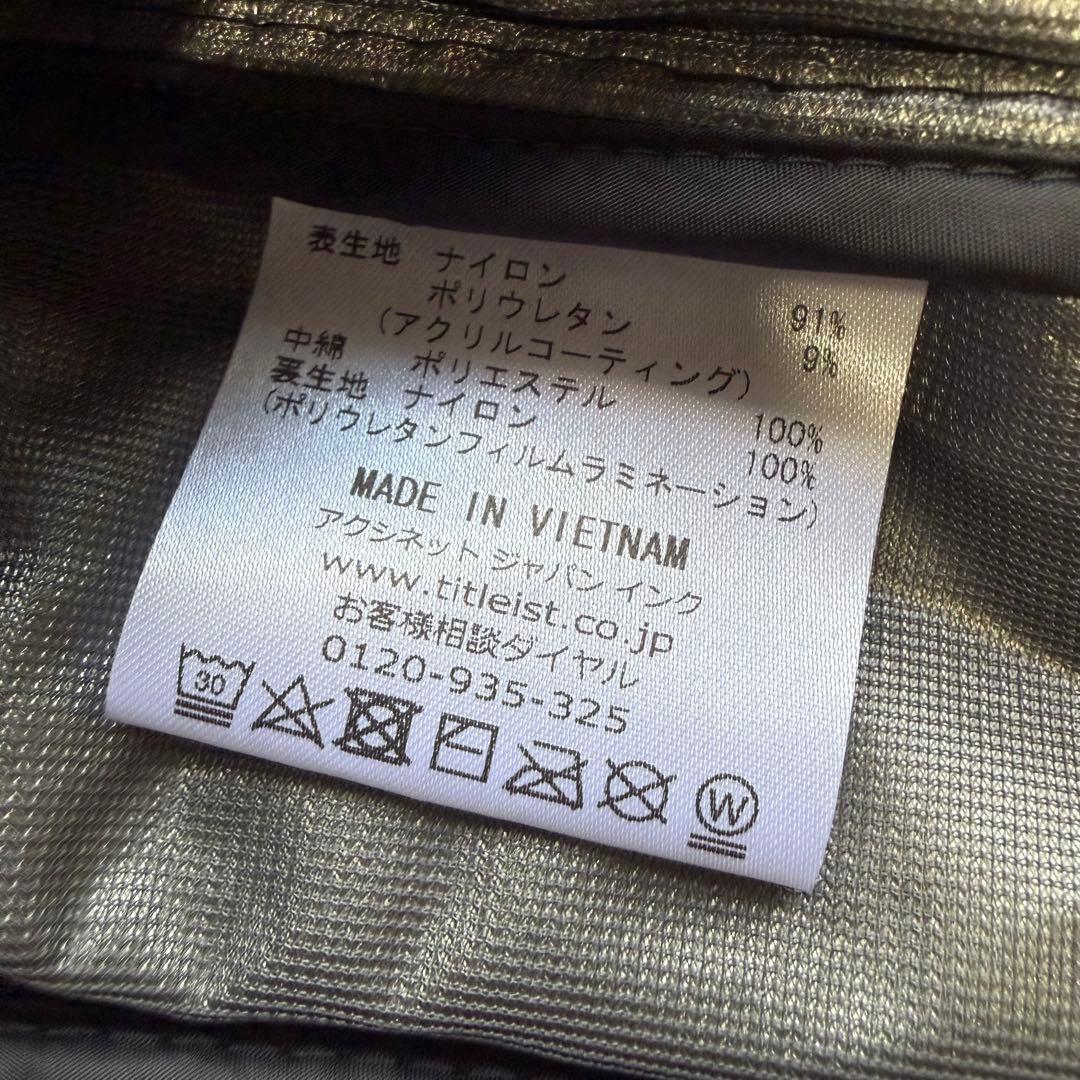 表生地 ナイロン 91%
ポリウレタン 9%
(アクリルコーティング)
中綿 ポリエステル 100%
裏生地 ナイロン 100%
(ポリウレタンフィルムラミネーション)
MADE IN VIETNAM
アクシネット ジャパン インク
www.titleist.co.jp
お客様相談ダイヤル
0120-935-325
30 W